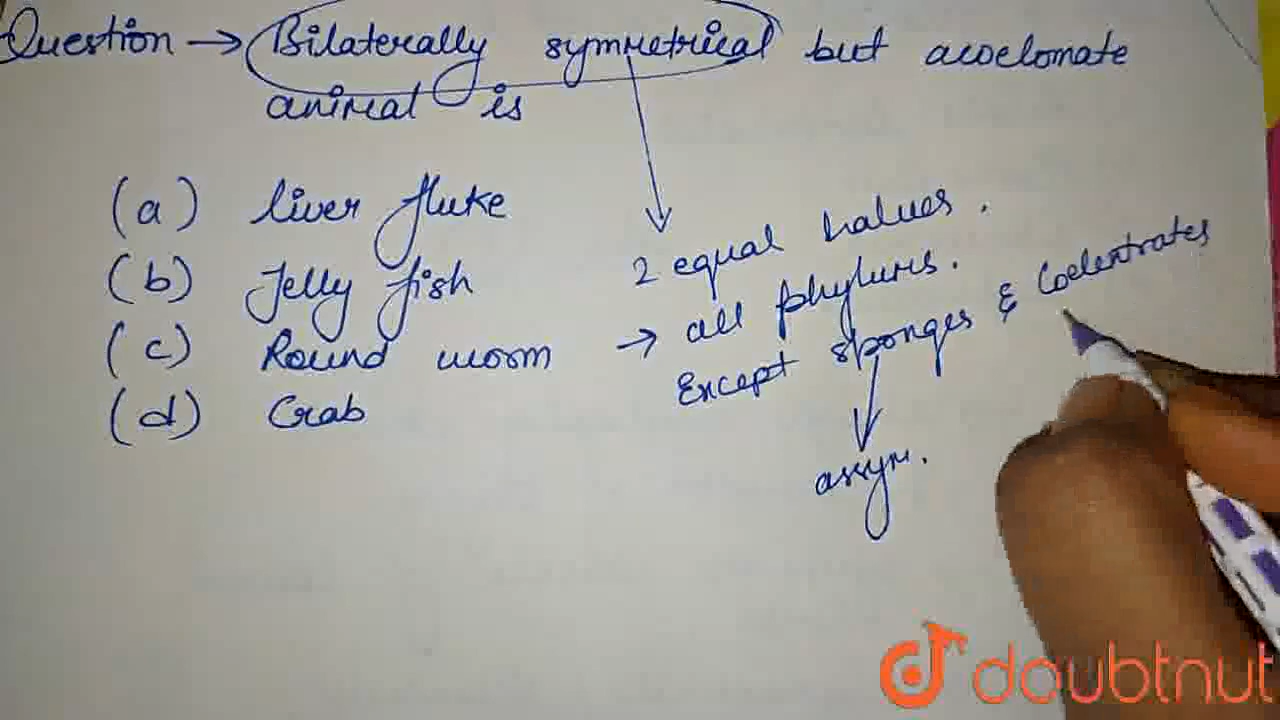 Question → Bilaterally symmetrical but acoelomate
animal is
(a) liver fluke
(b) Jelly fish
(c) Round worm
(d) Crab
2 equal halves.
→ all phylums.
Except sponges & Coelentrates
assym.
doubtnut